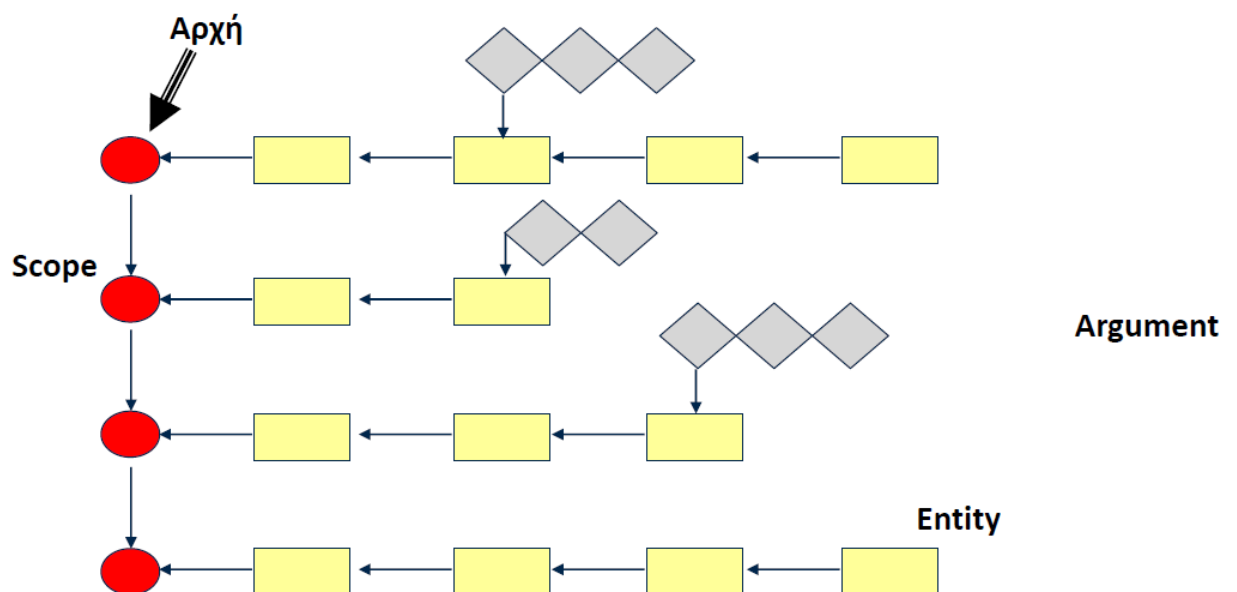 Αρχή
Scope
Argument
Entity